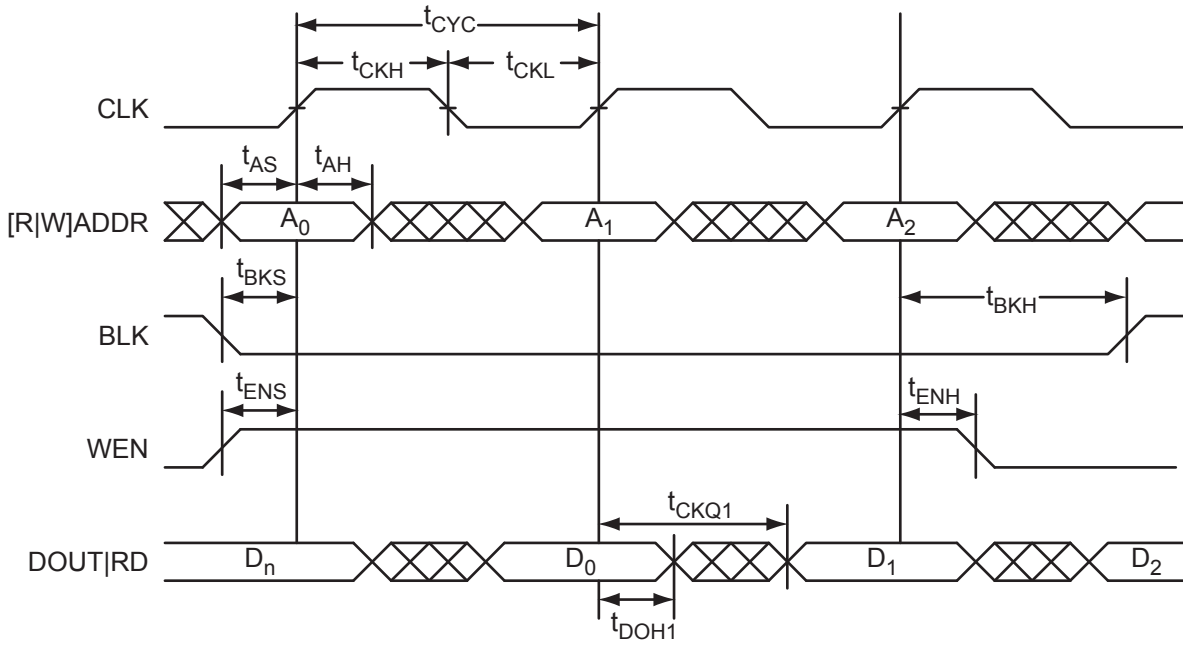 tCYC
tCKH tCKL
CLK
tAS tAH
[R|W]ADDR A0 A1 A2
tBKS tBKH
BLK
tENS tENH
WEN
tCKQ1
DOUT|RD Dn D0 D1 D2
tDOH1